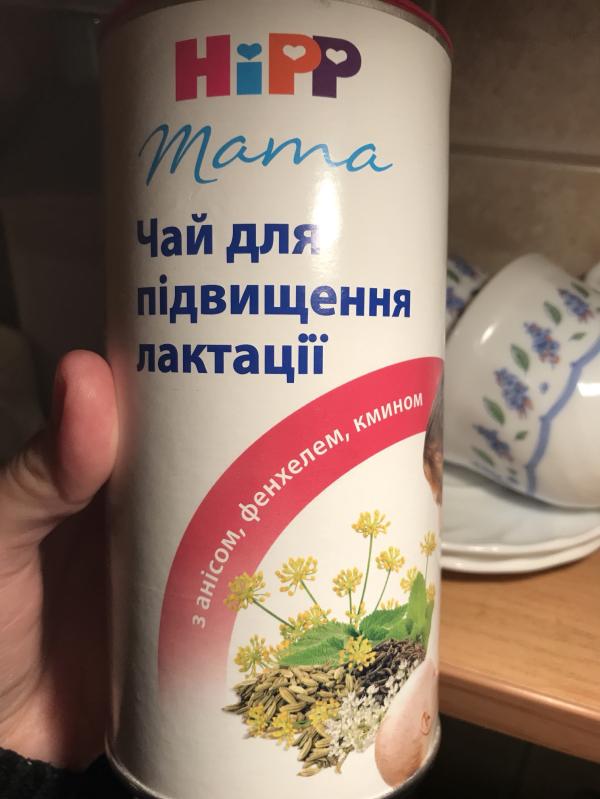 HiPP
Mama
Чай для
підвищення
лактації
з анісом, фенхелем, кмином